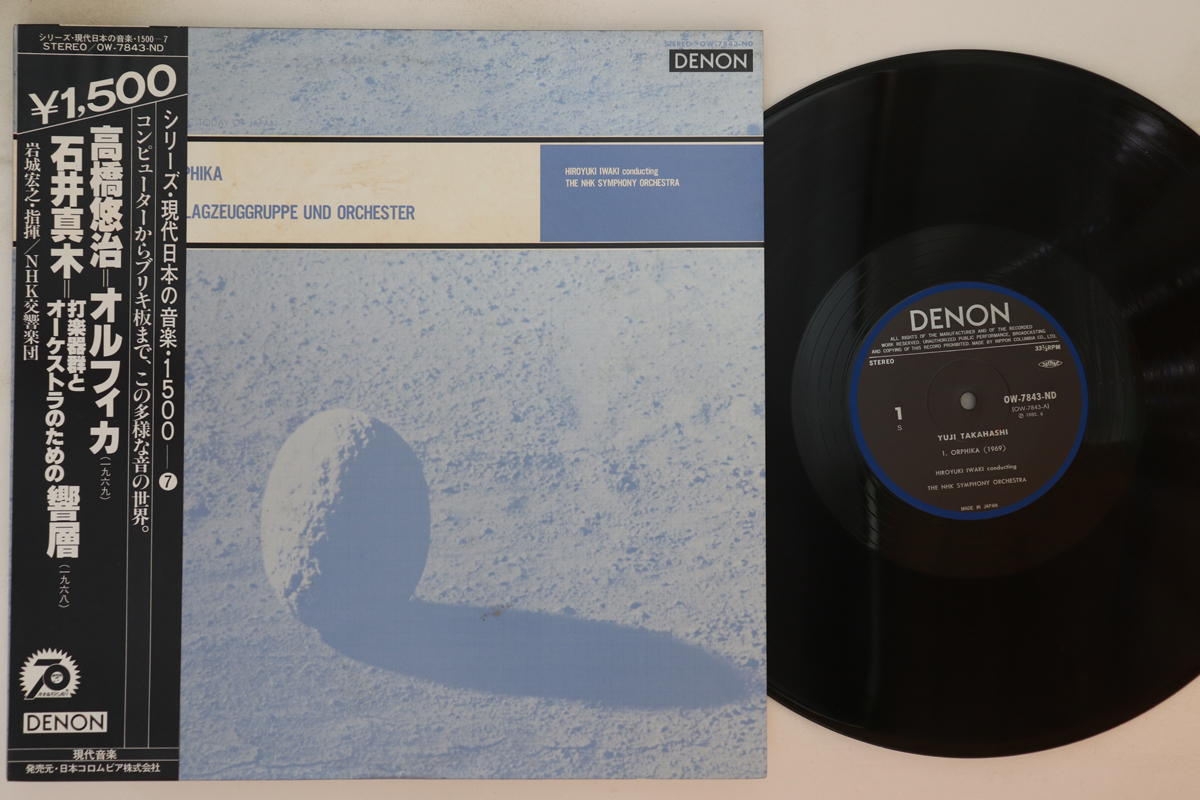 シリーズ・現代日本の音楽・1500-7
STEREO/OW-7843-ND
¥1,500
シリーズ・現代日本の音楽・1500—7
コンピューターからブリキ板まで、この多様な音の世界。
高橋悠治=オルフィカ(一九六九)
石井真木=打楽器群と
オーケストラのための響層(一九六八)
岩城宏之・指揮/NHK交響楽団
70
DENON
現代音楽
発売元・日本コロムビア株式会社
STEREO OW-7843-ND
DENON
PHIKA
LAGZEUGGRUPPE UND ORCHESTER
HIROYUKI IWAKI conducting
THE NHK SYMPHONY ORCHESTRA
DENON
ALL RIGHTS OF THE MANUFACTURER AND OF THE RECORDED
WORK RESERVED. UNAUTHORIZED PUBLIC PERFORMANCE, BROADCASTING
AND COPYING OF THIS RECORD PROHIBITED. MADE BY NIPPON COLUMBIA CO., LTD.
STEREO
33⅓RPM
1
S
OW-7843-ND
(OW-7843-A)
Ⓟ 1980. 6
YUJI TAKAHASHI
1. ORPHIKA (1969)
HIROYUKI IWAKI conducting
THE NHK SYMPHONY ORCHESTRA
MADE IN JAPAN